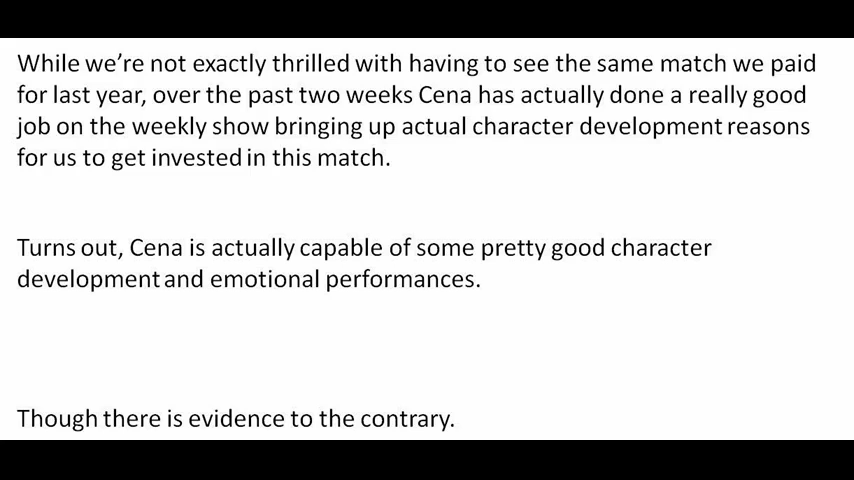 While we’re not exactly thrilled with having to see the same match we paid
for last year, over the past two weeks Cena has actually done a really good
job on the weekly show bringing up actual character development reasons
for us to get invested in this match.
Turns out, Cena is actually capable of some pretty good character
development and emotional performances.
Though there is evidence to the contrary.